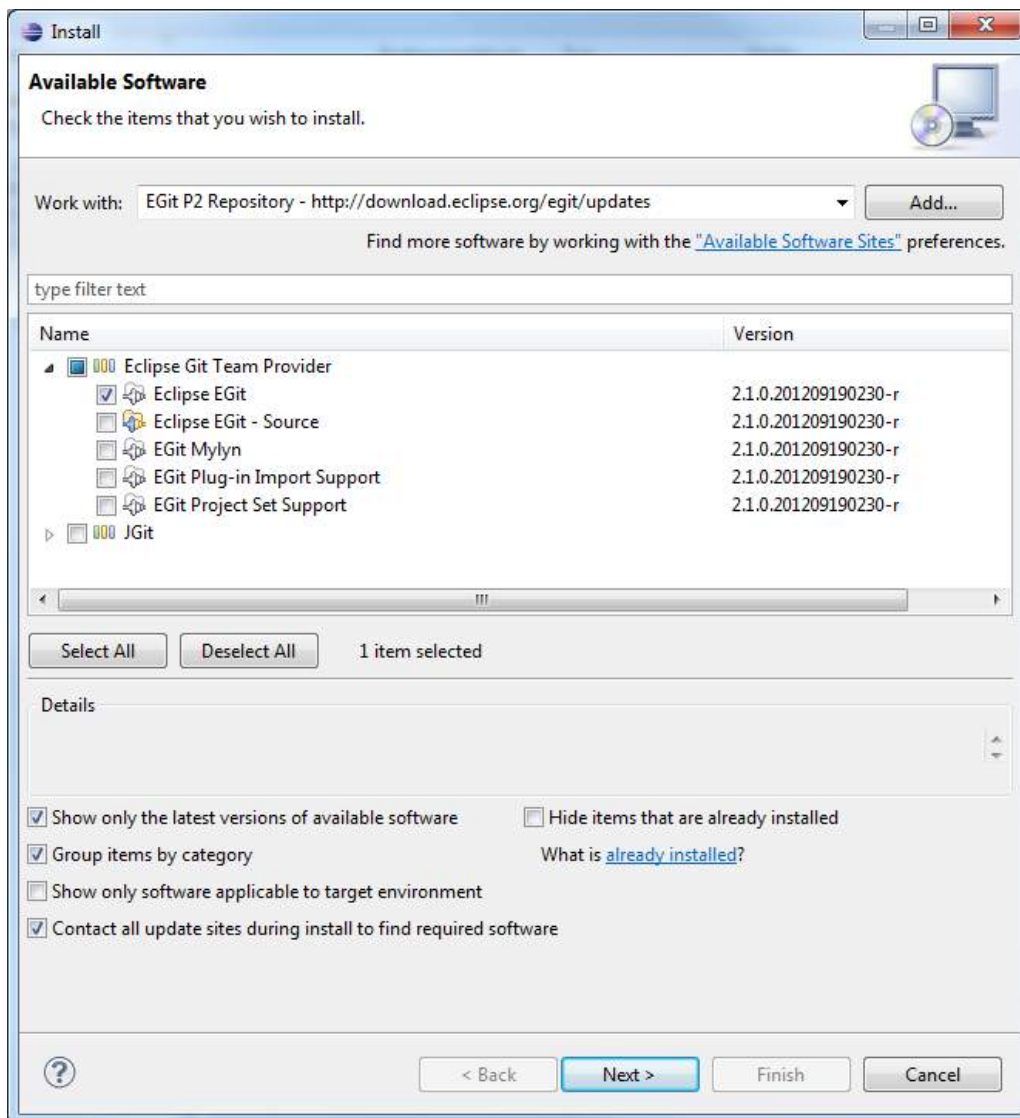 Install
Available Software
Check the items that you wish to install.
Work with: EGit P2 Repository - http://download.eclipse.org/egit/updates Add...
Find more software by working with the "Available Software Sites" preferences.
type filter text
Name Version
Eclipse Git Team Provider
Eclipse EGit 2.1.0.201209190230-r
Eclipse EGit - Source 2.1.0.201209190230-r
EGit Mylyn 2.1.0.201209190230-r
EGit Plug-in Import Support 2.1.0.201209190230-r
EGit Project Set Support 2.1.0.201209190230-r
JGit
Select All Deselect All 1 item selected
Details
Show only the latest versions of available software Hide items that are already installed
Group items by category What is already installed?
Show only software applicable to target environment
Contact all update sites during install to find required software
< Back Next > Finish Cancel